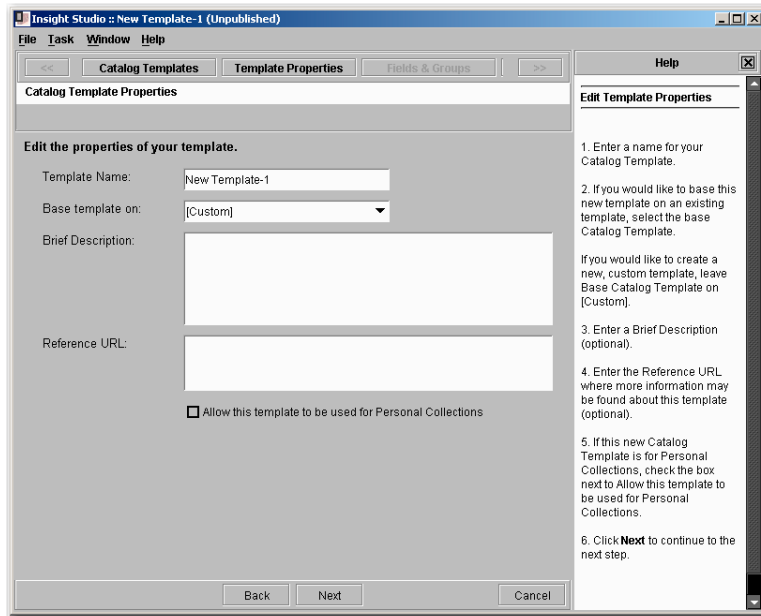 Insight Studio :: New Template-1 (Unpublished)
File Task Window Help
<< Catalog Templates Template Properties Fields & Groups >>
Catalog Template Properties
Edit the properties of your template.
Template Name: New Template-1
Base template on: [Custom]
Brief Description:
Reference URL:
Allow this template to be used for Personal Collections
Back Next Cancel
Help
Edit Template Properties
1. Enter a name for your
Catalog Template.
2. If you would like to base this
new template on an existing
template, select the base
Catalog Template.
If you would like to create a
new, custom template, leave
Base Catalog Template on
[Custom].
3. Enter a Brief Description
(optional).
4. Enter the Reference URL
where more information may
be found about this template
(optional).
5. If this new Catalog
Template is for Personal
Collections, check the box
next to Allow this template to
be used for Personal
Collections.
6. Click Next to continue to the
next step.